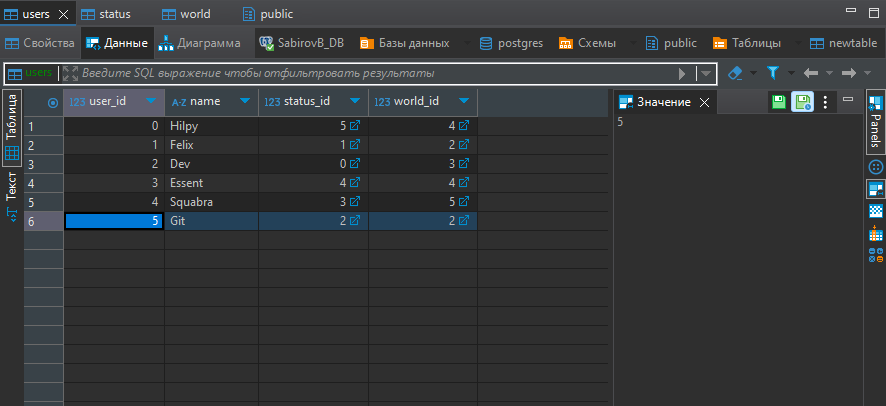 users status world public
Свойства Данные Диаграмма SabirovB_DB Базы данных postgres Схемы public Таблицы newtable
users Введите SQL выражение чтобы отфильтровать результаты
Таблица
Текст
123 user_id A-Z name 123 status_id 123 world_id
1 0 Hilpy 5 4
2 1 Felix 1 2
3 2 Dev 0 3
4 3 Essent 4 4
5 4 Squabra 3 5
6 5 Git 2 2
Значение
5
Panels